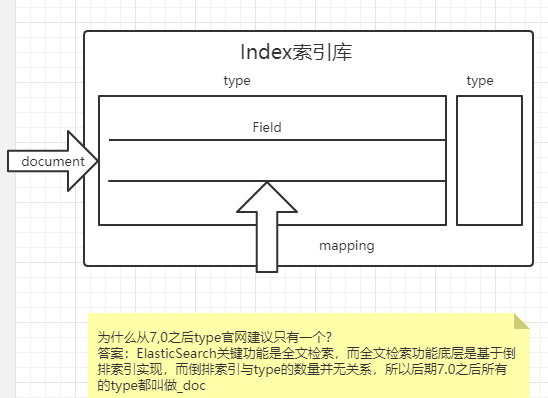 Index索引库
type
type
Field
document
mapping
为什么从7,0之后type官网建议只有一个？
答案：ElasticSearch关键功能是全文检索，而全文检索功能底层是基于倒
排索引实现，而倒排索引与type的数量并无关系，所以后期7.0之后所有
的type都叫做_doc